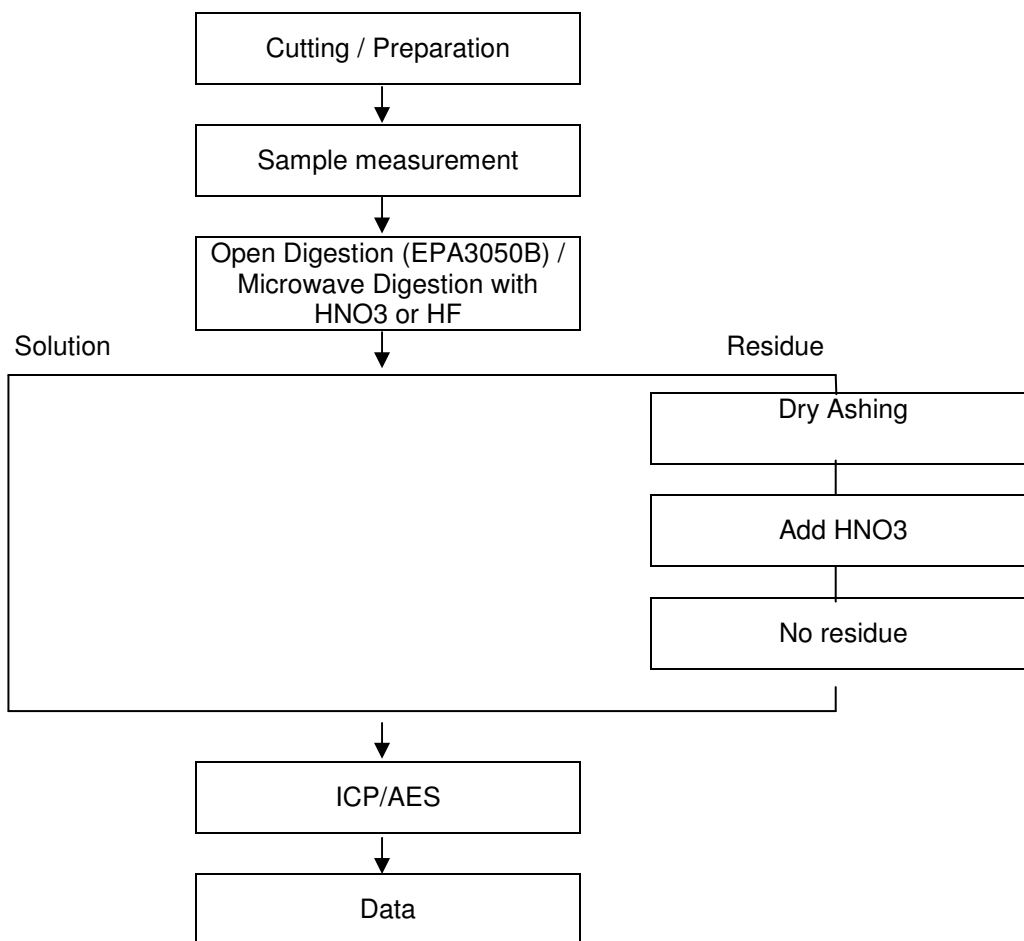 Cutting / Preparation
Sample measurement
Open Digestion (EPA3050B) /
Microwave Digestion with
HNO3 or HF
Solution
Residue
Dry Ashing
Add HNO3
No residue
ICP/AES
Data